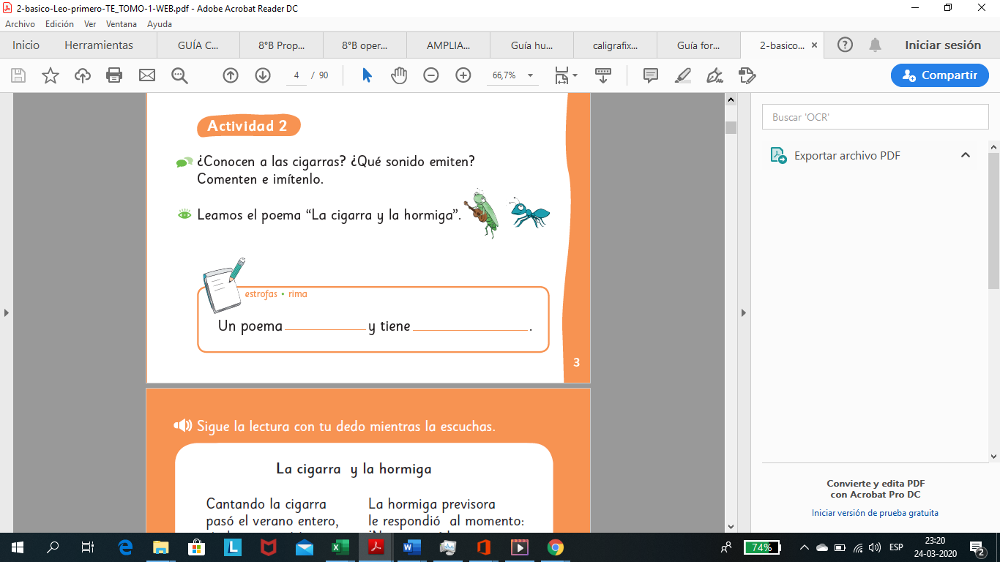 2-basico-Leo-primero-TE_TOMO-1-WEB.pdf - Adobe Acrobat Reader DC
Archivo Edición Ver Ventana Ayuda
Inicio Herramientas GUÍA C... 8°B Prop... 8°B oper... AMPLIA... Guía hu... caligrafix... Guía for... 2-basico... × Iniciar sesión
4 / 90 66,7% Compartir
Actividad 2
¿Conocen a las cigarras? ¿Qué sonido emiten?
Comenten e imítenlo.
Leamos el poema “La cigarra y la hormiga”.
estrofas • rima
Un poema ____________ y tiene ________________.
3
Sigue la lectura con tu dedo mientras la escuchas.
La cigarra y la hormiga
Cantando la cigarra
pasó el verano entero,
La hormiga previsora
le respondió al momento:
Buscar 'OCR'
Exportar archivo PDF
Convierte y edita PDF
con Acrobat Pro DC
Iniciar versión de prueba gratuita
74% ESP 23:20
24-03-2020 2